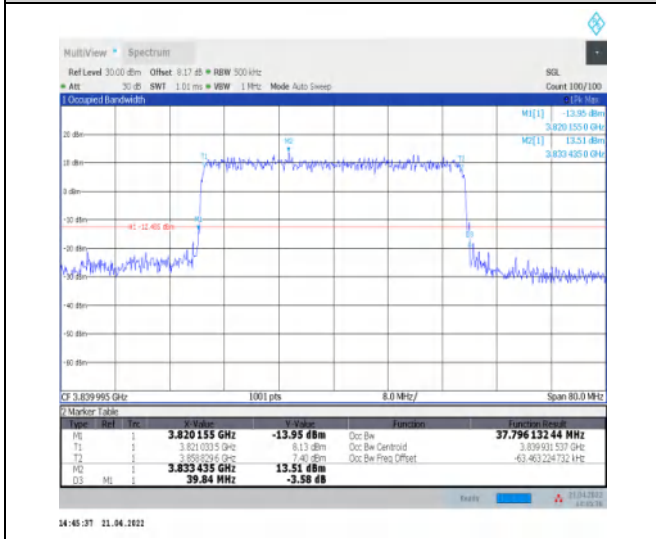 MultiView Spectrum
Ref Level 30.00 dBm Offset 8.17 dB RBW 500 kHz SGL
Att 30 dB SWT 1.01 ms VBW 1 MHz Mode Auto Sweep Count 100/100
1 Occupied Bandwidth 1Pk Max
M1[1] -13.95 dBm
3.820 155 0 GHz
20 dBm M2[1] 13.51 dBm
M2 3.833 435 0 GHz
10 dBm T1 T2
0 dBm
-10 dBm
M1
D3
-20 dBm
-30 dBm
-40 dBm
-50 dBm
-60 dBm
CF 3.839 995 GHz 1001 pts 8.0 MHz/ Span 80.0 MHz
2 Marker Table
Type Ref Trc X-Value Y-Value Function Function Result
M1 1 3.820 155 GHz -13.95 dBm Occ Bw 37.796 132 44 MHz
T1 1 3.821 033 5 GHz 8.13 dBm Occ Bw Centroid 3.839 931 537 GHz
T2 1 3.858 829 6 GHz 7.40 dBm Occ Bw Freq Offset -63.463 224 732 kHz
M2 1 3.833 435 GHz 13.51 dBm
D3 M1 1 39.84 MHz -3.58 dB
Ready 21.04.2022
14:45:37 21.04.2022